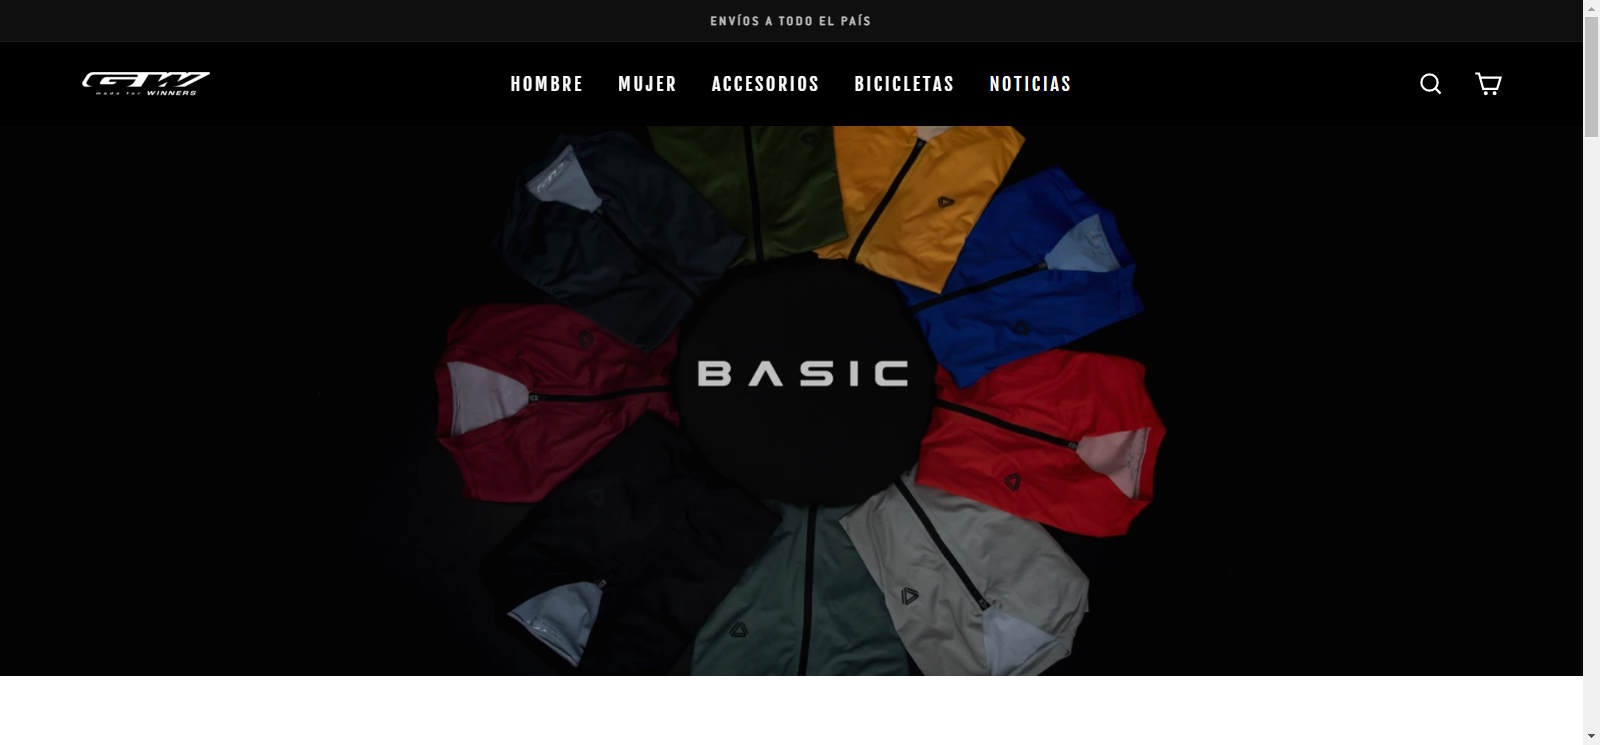 ENVÍOS A TODO EL PAÍS
GW
made for WINNERS
HOMBRE MUJER ACCESORIOS BICICLETAS NOTICIAS
BASIC